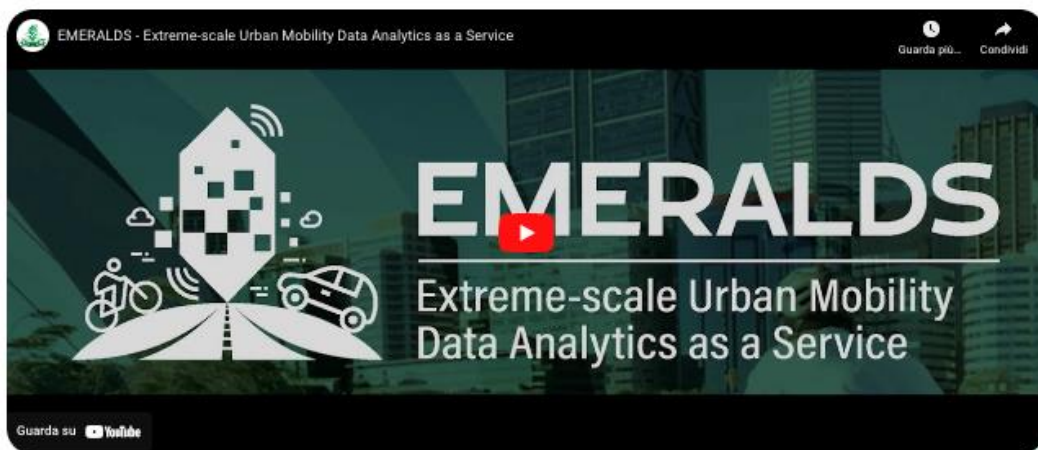 EMERALDS - Extreme-scale Urban Mobility Data Analytics as a Service
Guarda più...
Condividi
EMERALDS
Extreme-scale Urban Mobility
Data Analytics as a Service
Guarda su YouTube